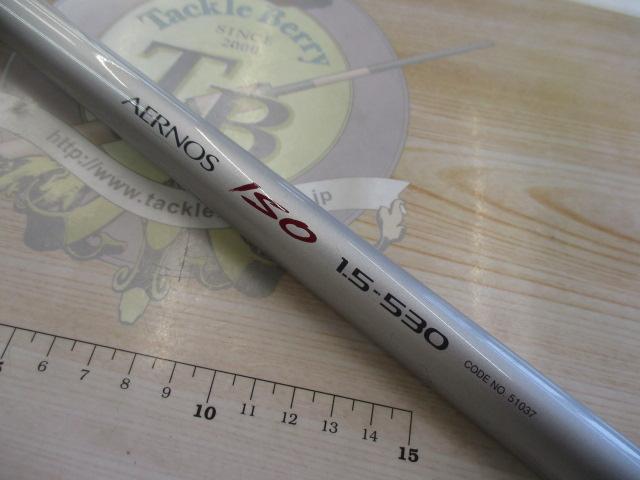 Tackle Berry
SINCE
2000
TB
http://www.tackle
.jp
AERNOS ISO 1.5-530
CODE NO. 51037
5 6 7 8 9 10 11 12 13 14 15